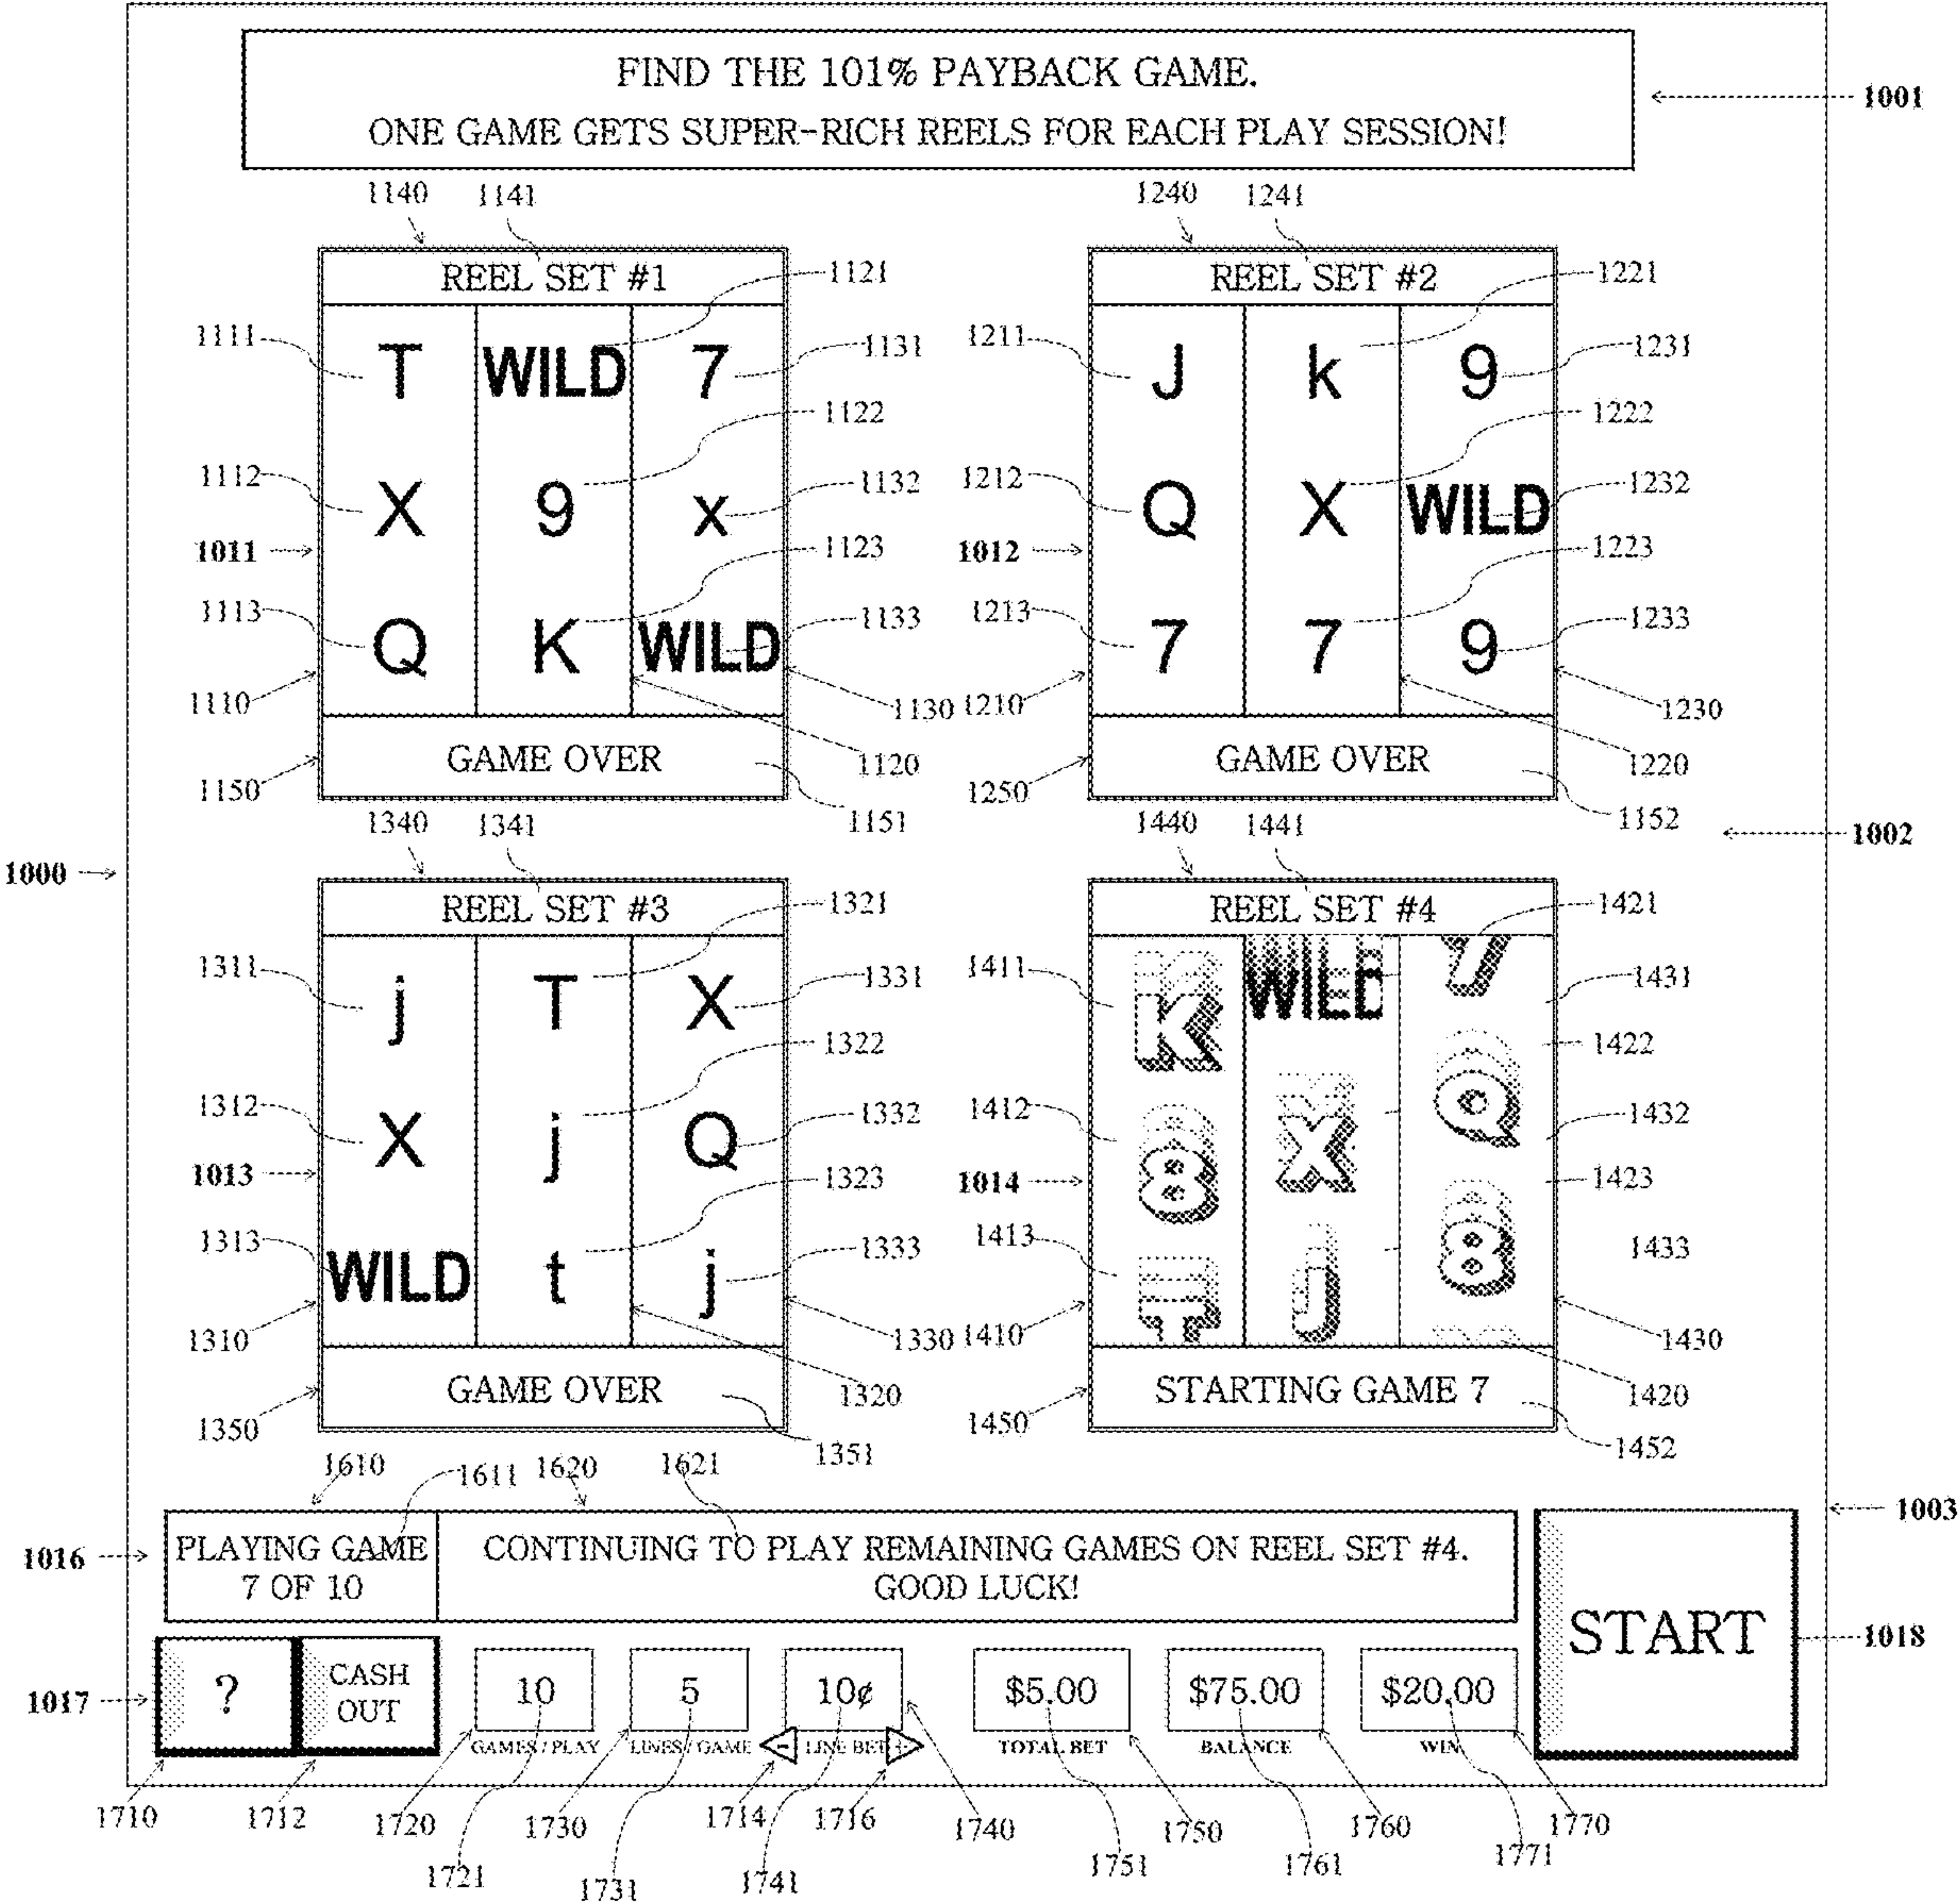 FIND THE 101% PAYBACK GAME.
ONE GAME GETS SUPER-RICH REELS FOR EACH PLAY SESSION!
1001
1140 1141 1240 1241
REEL SET #1 REEL SET #2
1121 1221
1111 T WILD 7 1131 1211 J k 9 1231
1122 1222
1112 X 9 x 1132 1212 Q X WILD 1232
1011 1123 1012 1223
1113 Q K WILD 1133 1213 7 7 9 1233
1110 1130 1210 1230
GAME OVER 1120 GAME OVER 1220
1150 1151 1250 1152
1340 1341 1440 1441 1002
1000
REEL SET #3 1321 REEL SET #4 1421
1311 j T X 1331 1411 K WILD 7 1431
1322 1422
1312 X j Q 1332 1412 8 X Q 1432
1013 1323 1014 1423
1313 WILD t j 1333 1413 T J 8 1433
1310 1330 1410 1430
GAME OVER 1320 STARTING GAME 7 1420
1350 1351 1450 1452
1610 1611 1620 1621
1003
1016 PLAYING GAME
7 OF 10
CONTINUING TO PLAY REMAINING GAMES ON REEL SET #4.
GOOD LUCK!
START 1018
1017 ? CASH
OUT
10 5 10¢ $5.00 $75.00 $20.00
GAMES / PLAY LINES / GAME - LINE BET + TOTAL BET BALANCE WIN
1710 1712 1720 1730 1714 1716 1740 1750 1760 1770
1721 1731 1741 1751 1761 1771